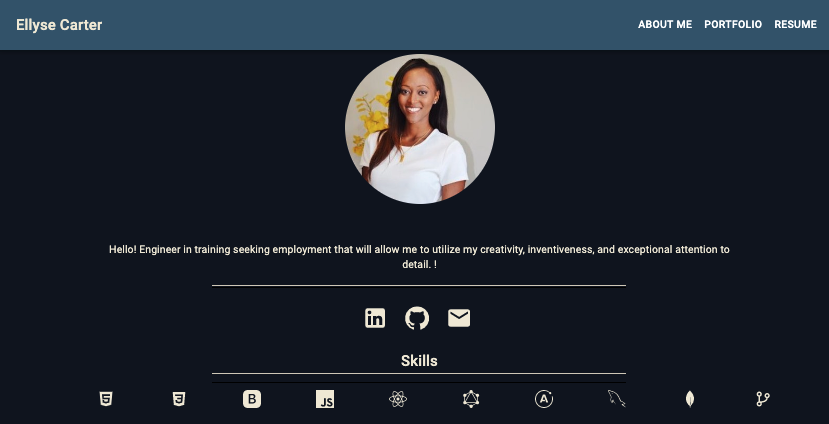 Ellyse Carter
ABOUT ME PORTFOLIO RESUME
Hello! Engineer in training seeking employment that will allow me to utilize my creativity, inventiveness, and exceptional attention to
detail. !
in
Skills
5 3 B JS A